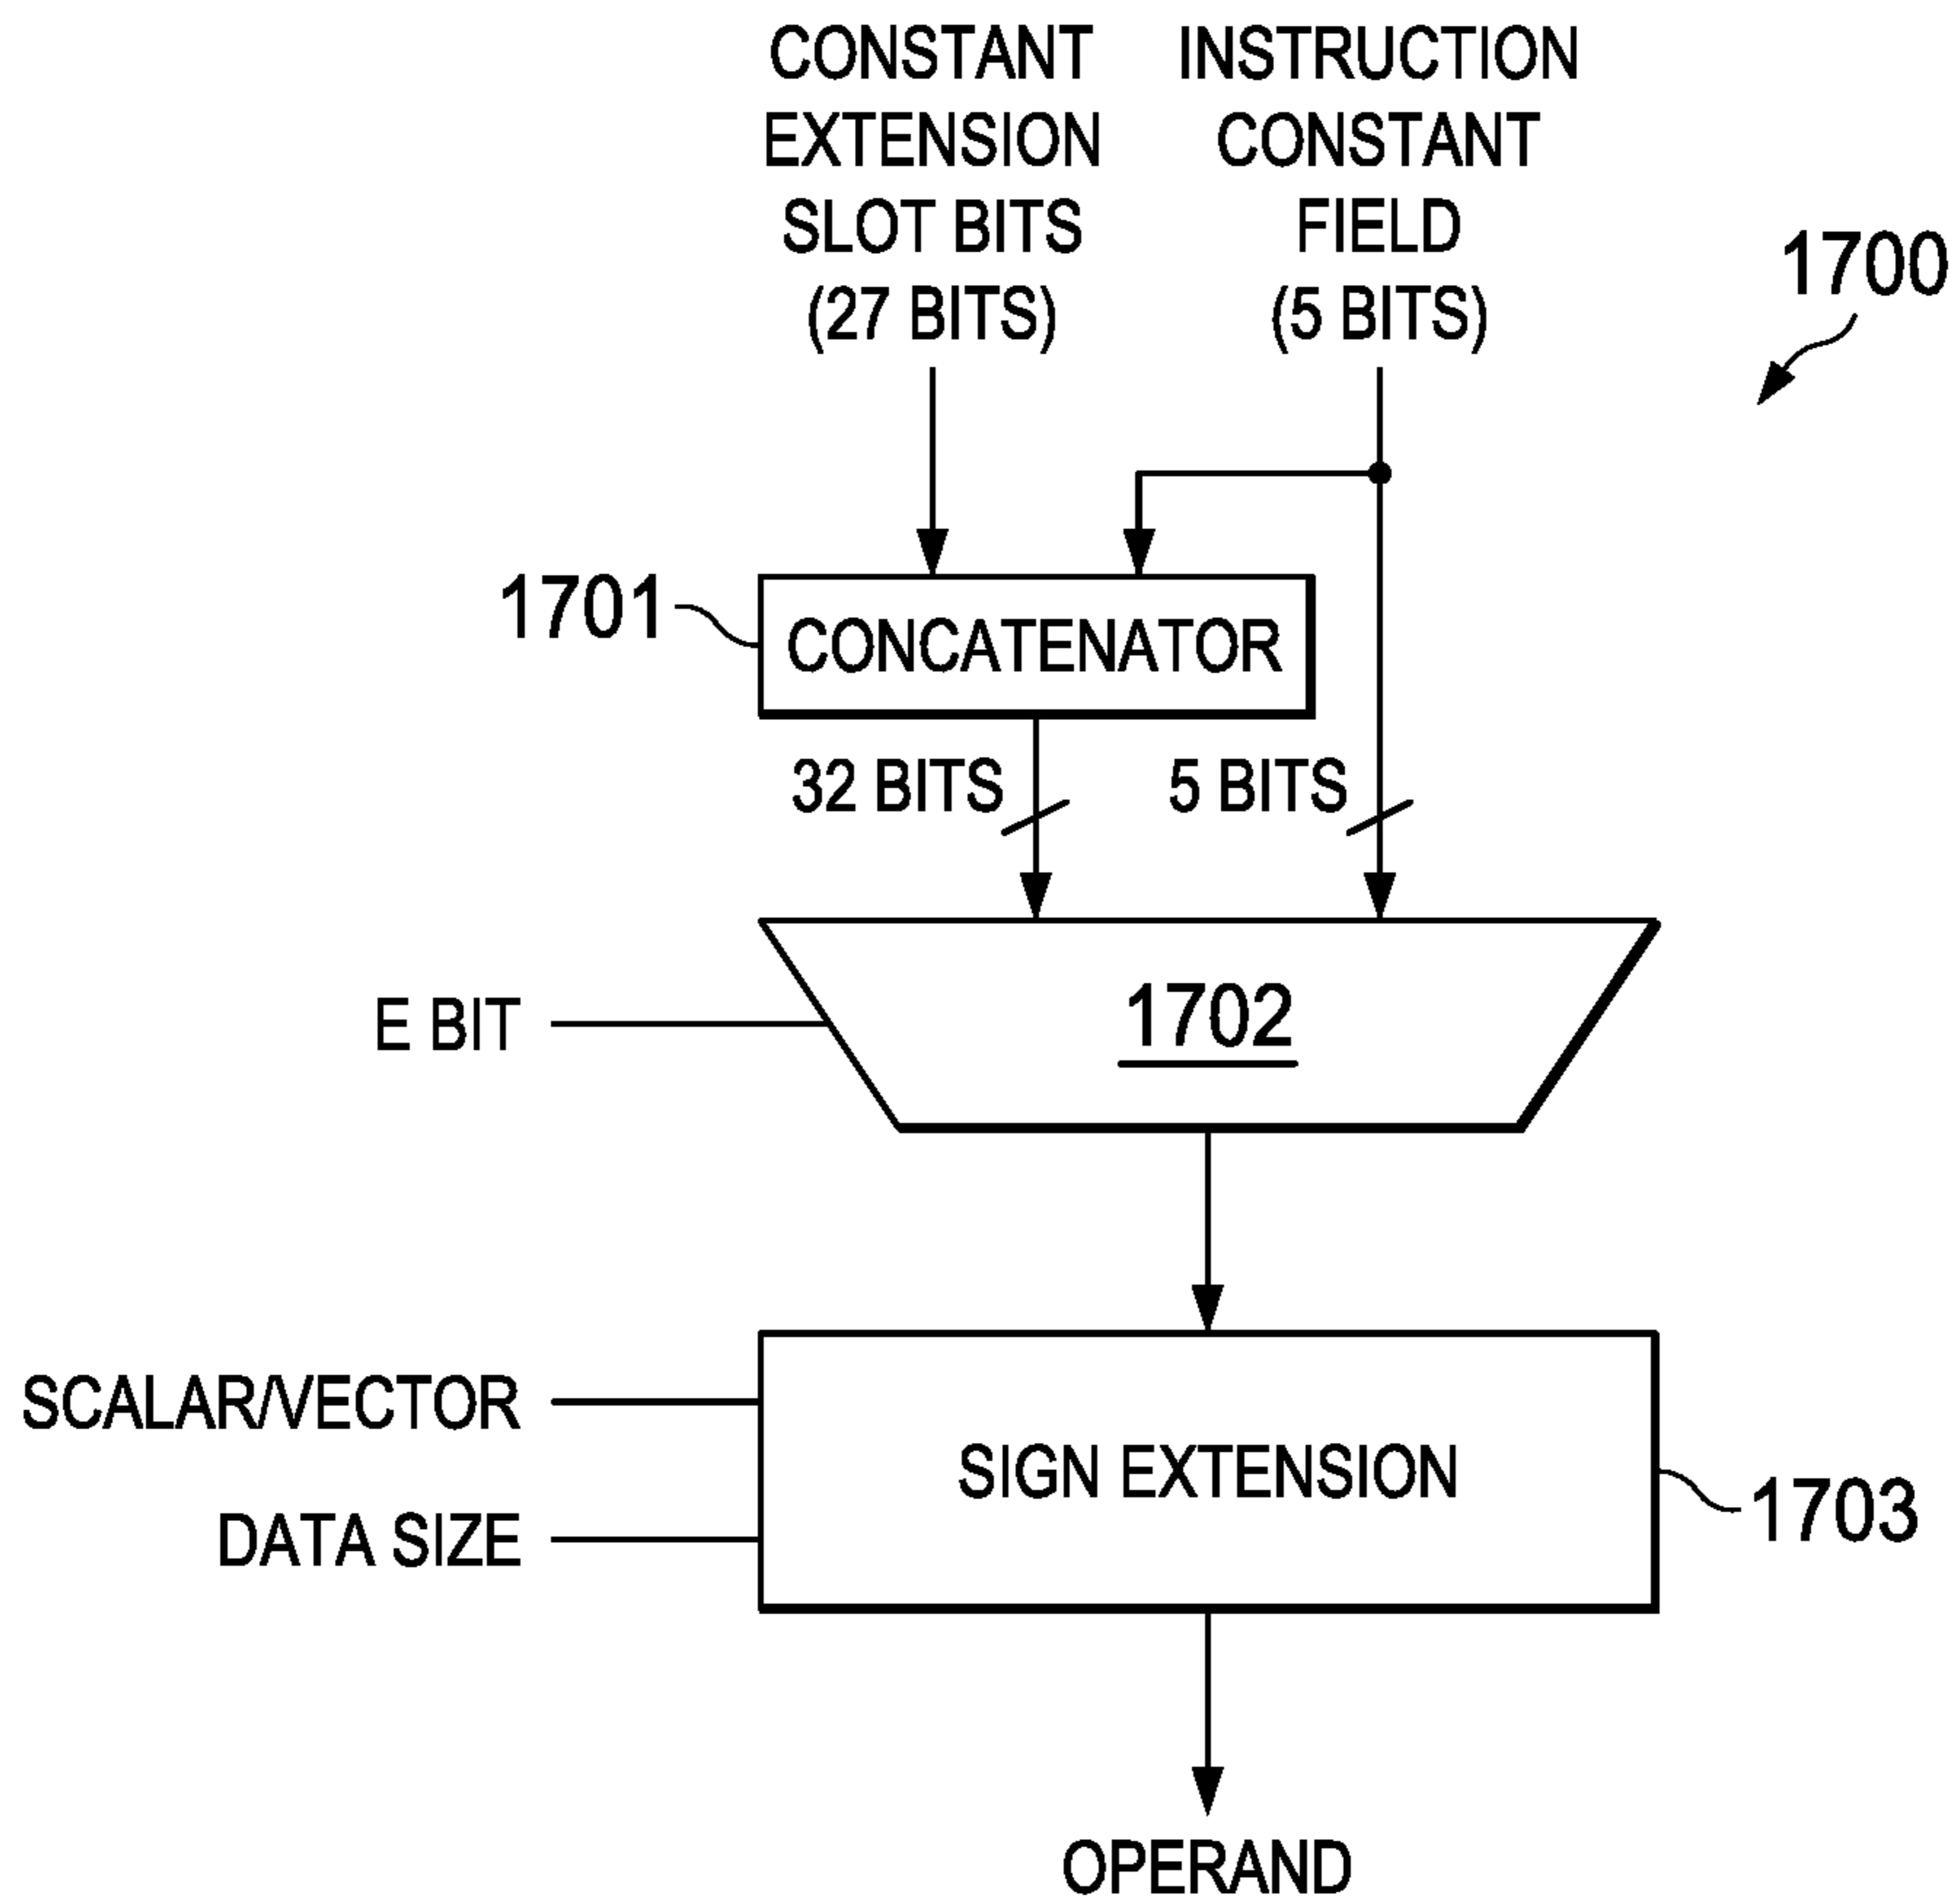 CONSTANT
EXTENSION
SLOT BITS
(27 BITS)
INSTRUCTION
CONSTANT
FIELD
(5 BITS)
1700
1701
CONCATENATOR
32 BITS
5 BITS
E BIT
1702
SCALAR/VECTOR
DATA SIZE
SIGN EXTENSION
1703
OPERAND